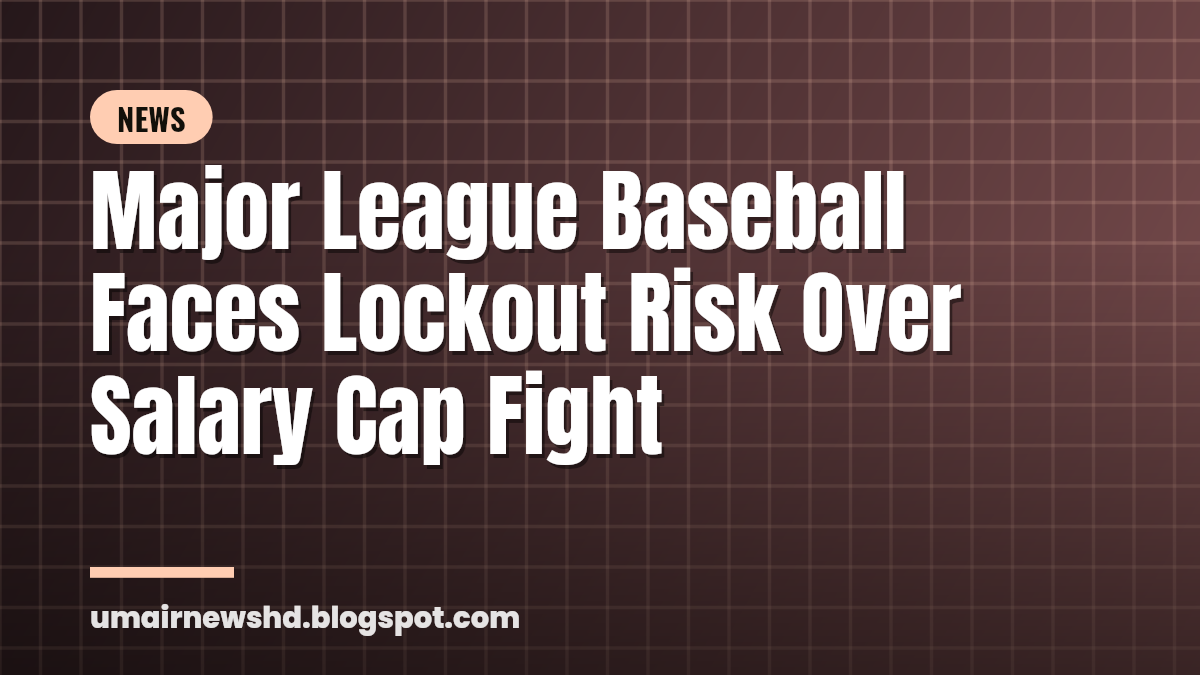 NEWS
Major League Baseball
Faces Lockout Risk Over
Salary Cap Fight
umairnewshd.blogspot.com